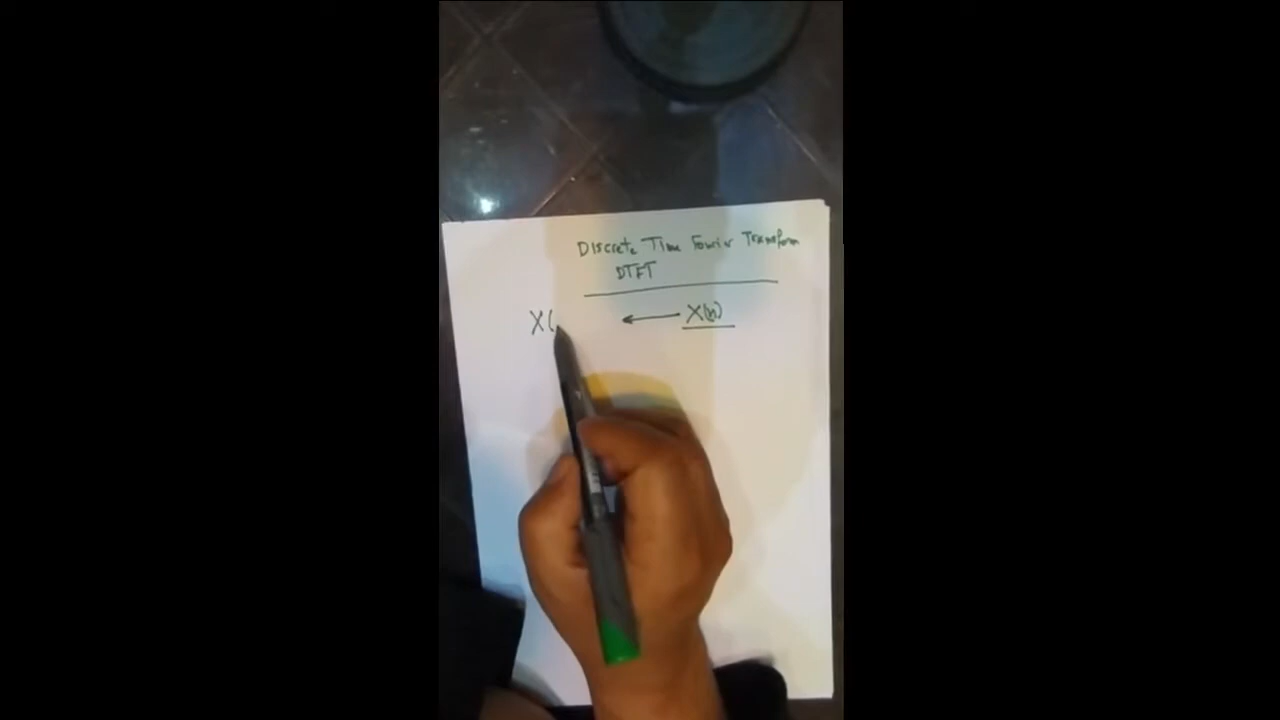 Discrete Time Fourier Transform
DTFT
X( ← X(n)